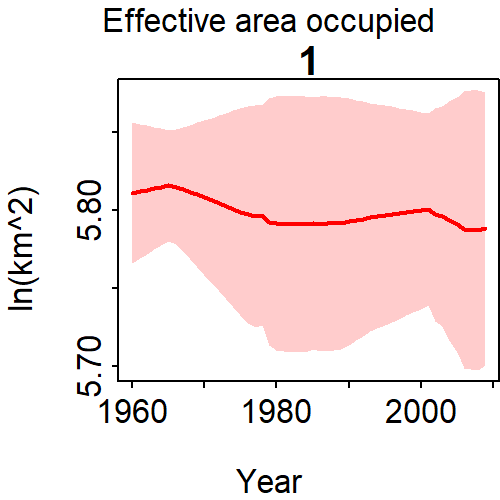 Effective area occupied
1
ln(km^2)
5.80
5.70
1960 1980 2000
Year